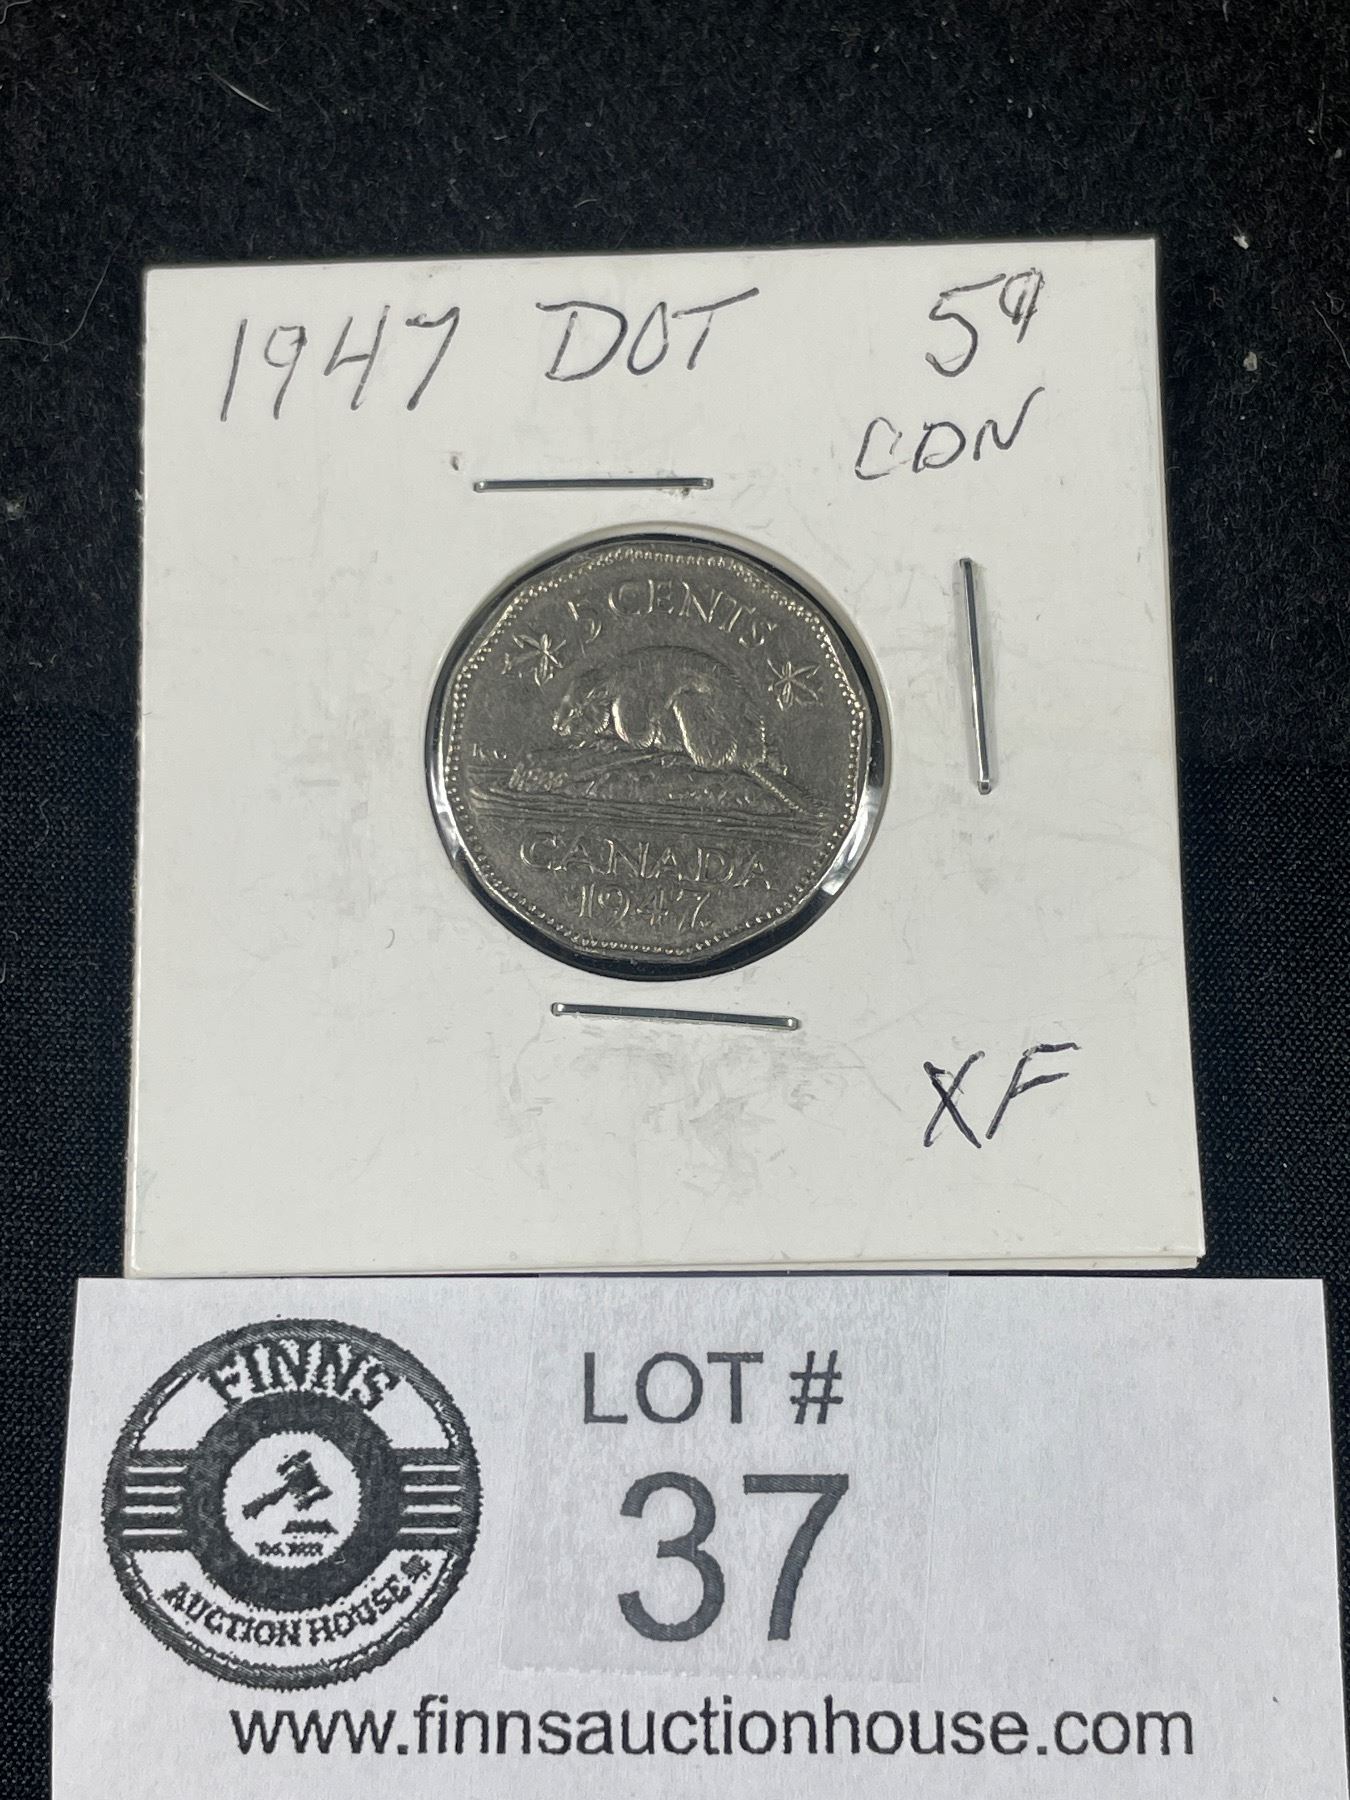 1947 DOT 5¢
CDN
5 CENTS
K·G
CANADA
1947
XF
FINNS
AUCTION HOUSE
LOT #
37
www.finnsauctionhouse.com